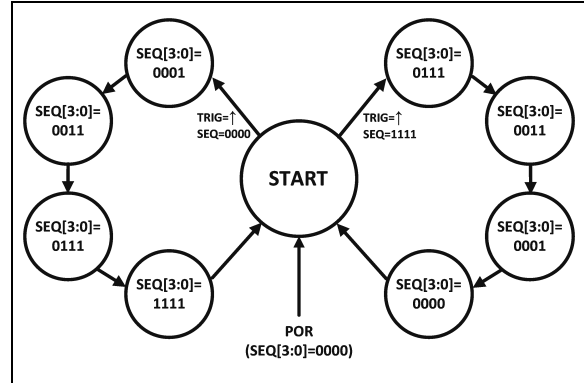 SEQ[3:0]=
0001
SEQ[3:0]=
0111
SEQ[3:0]=
0011
SEQ[3:0]=
0011
TRIG=↑
SEQ=0000
TRIG=↑
SEQ=1111
START
SEQ[3:0]=
0111
SEQ[3:0]=
0001
SEQ[3:0]=
1111
SEQ[3:0]=
0000
POR
(SEQ[3:0]=0000)